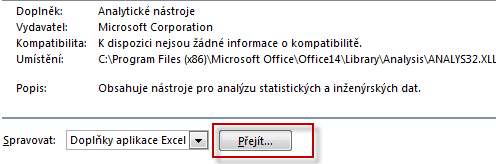 Doplněk: Analytické nástroje
Vydavatel: Microsoft Corporation
Kompatibilita: K dispozici nejsou žádné informace o kompatibilitě.
Umístění: C:\Program Files (x86)\Microsoft Office\Office14\Library\Analysis\ANALYS32.XLL
Popis: Obsahuje nástroje pro analýzu statistických a inženýrských dat.
Spravovat: Doplňky aplikace Excel Přejít...